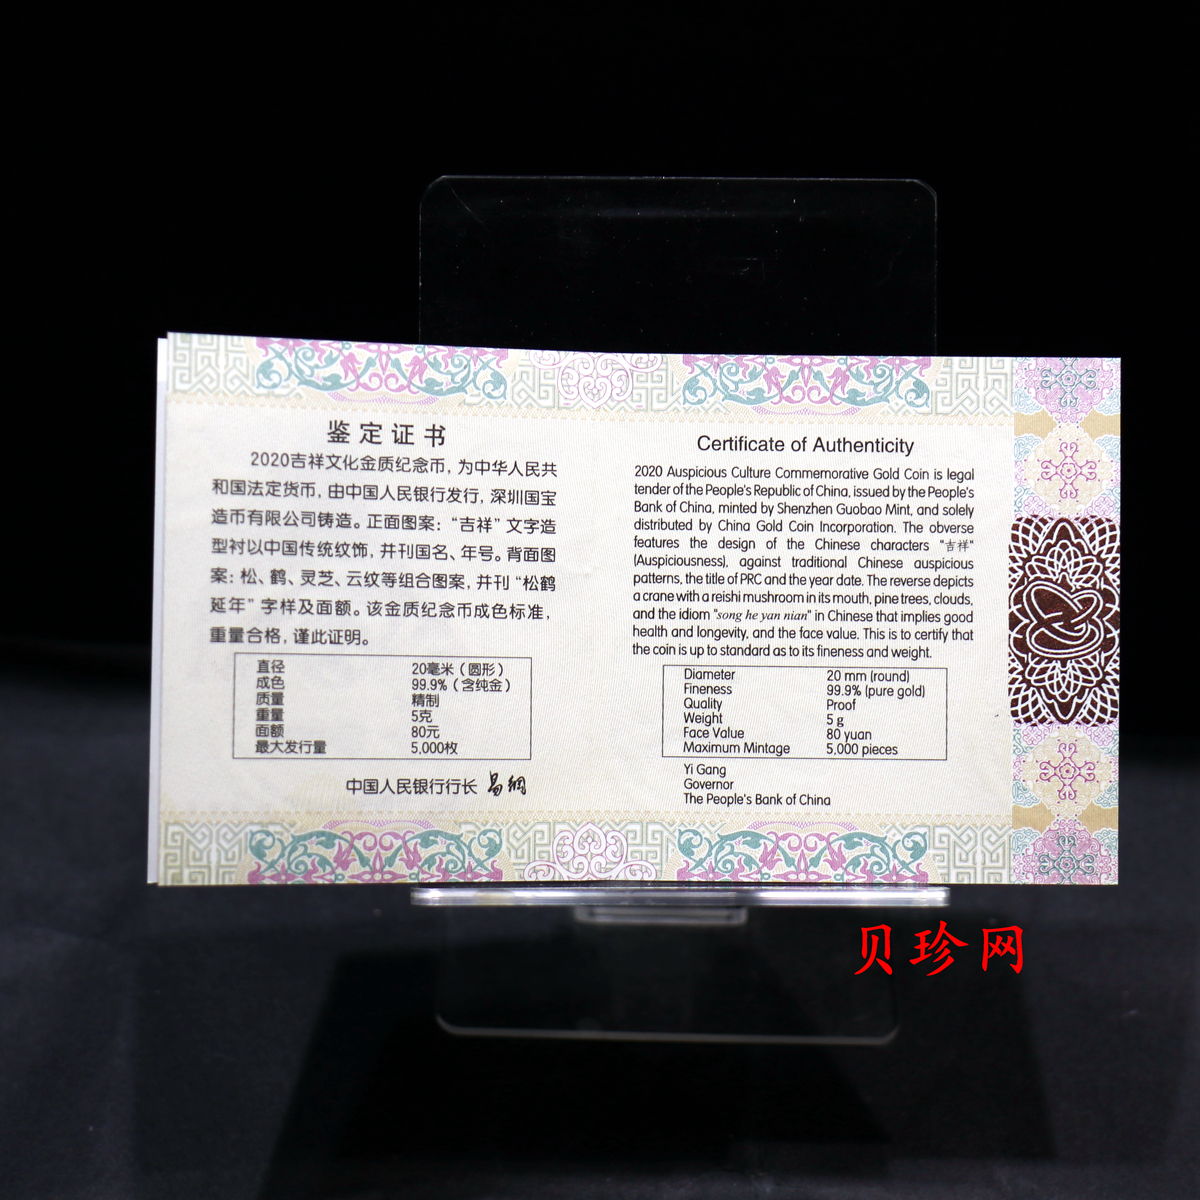 鉴定证书
2020吉祥文化金质纪念币，为中华人民共
和国法定货币，由中国人民银行发行，深圳国宝
造币有限公司铸造。正面图案：“吉祥”文字造
型衬以中国传统纹饰，并刊国名、年号。背面图
案：松、鹤、灵芝、云纹等组合图案，并刊“松鹤
延年”字样及面额。该金质纪念币成色标准，
重量合格，谨此证明。
直径 20毫米（圆形）
成色 99.9%（含纯金）
质量 精制
重量 5克
面额 80元
最大发行量 5,000枚
中国人民银行行长 易纲
Certificate of Authenticity
2020 Auspicious Culture Commemorative Gold Coin is legal
tender of the People's Republic of China, issued by the People's
Bank of China, minted by Shenzhen Guobao Mint, and solely
distributed by China Gold Coin Incorporation. The obverse
features the design of the Chinese characters "吉祥"
(Auspiciousness), against traditional Chinese auspicious
patterns, the title of PRC and the year date. The reverse depicts
a crane with a reishi mushroom in its mouth, pine trees, clouds,
and the idiom "song he yan nian" in Chinese that implies good
health and longevity, and the face value. This is to certify that
the coin is up to standard as to its fineness and weight.
Diameter 20 mm (round)
Fineness 99.9% (pure gold)
Quality Proof
Weight 5 g
Face Value 80 yuan
Maximum Mintage 5,000 pieces
Yi Gang
Governor
The People's Bank of China
贝珍网